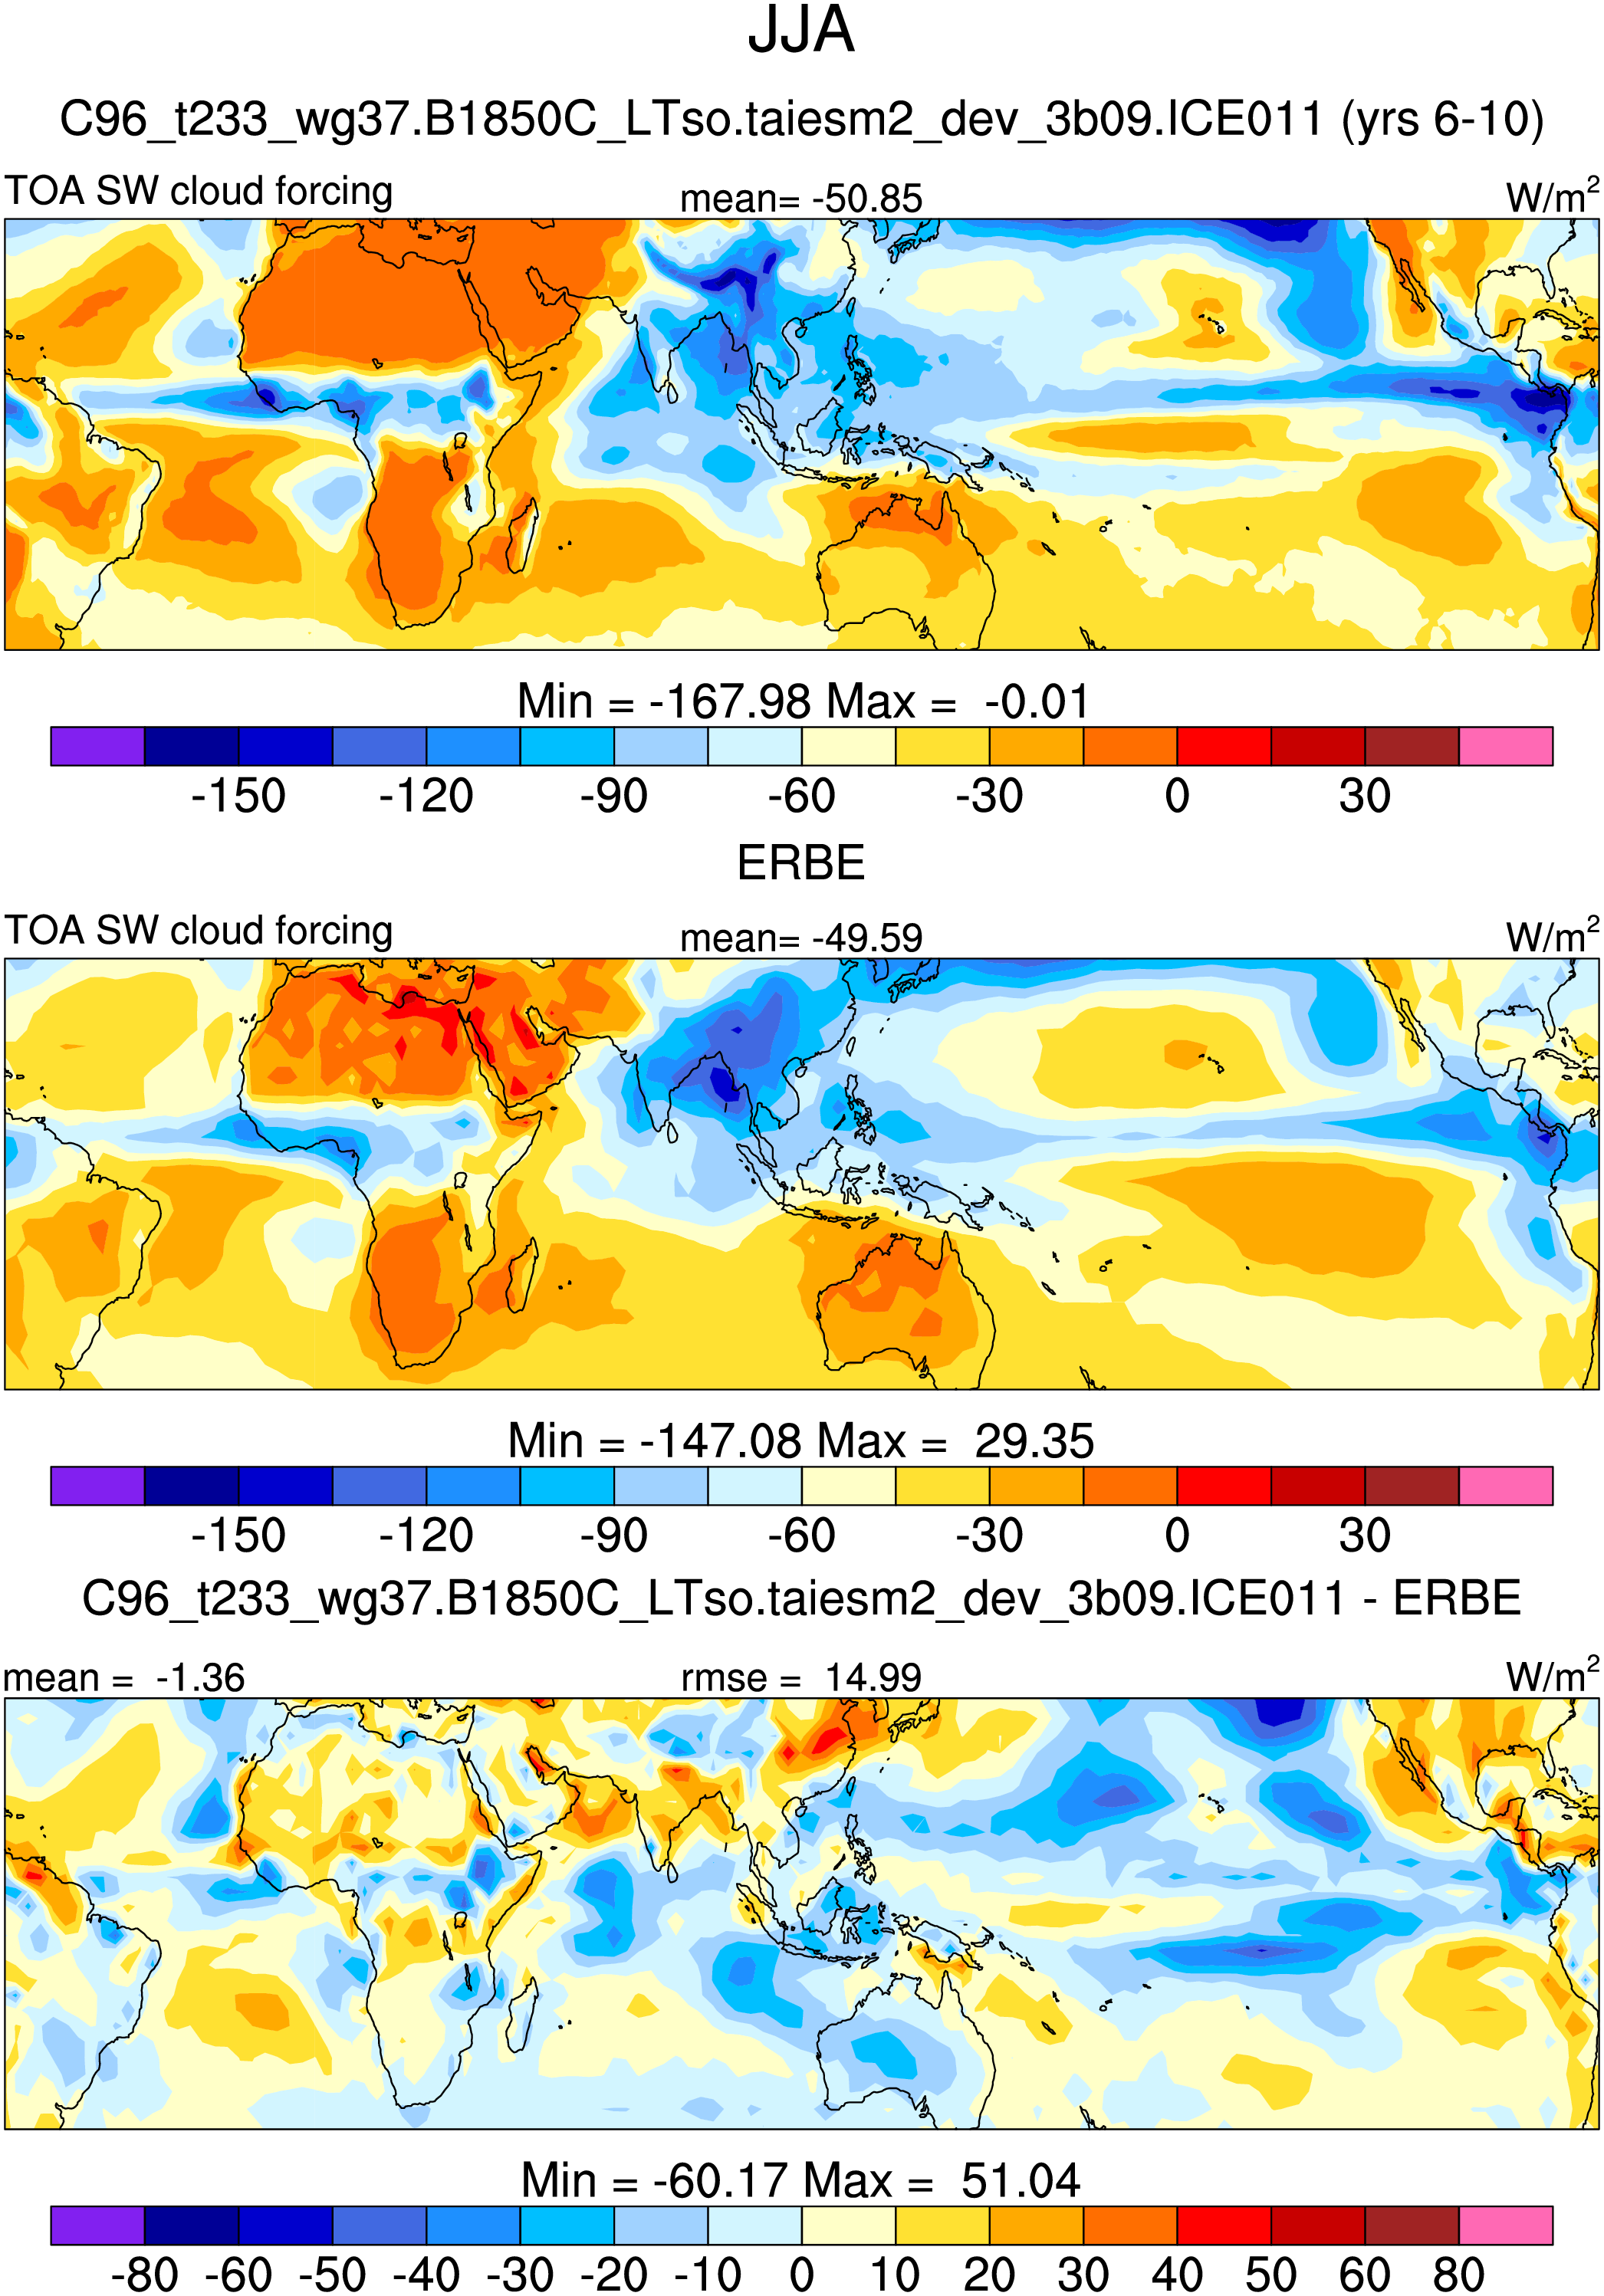 JJA
C96_t233_wg37.B1850C_LTso.taiesm2_dev_3b09.ICE011 (yrs 6-10)
TOA SW cloud forcing mean= -50.85 W/m2
Min = -167.98 Max = -0.01
-150 -120 -90 -60 -30 0 30
ERBE
TOA SW cloud forcing mean= -49.59 W/m2
Min = -147.08 Max = 29.35
-150 -120 -90 -60 -30 0 30
C96_t233_wg37.B1850C_LTso.taiesm2_dev_3b09.ICE011 - ERBE
mean = -1.36 rmse = 14.99 W/m2
Min = -60.17 Max = 51.04
-80 -60 -50 -40 -30 -20 -10 0 10 20 30 40 50 60 80